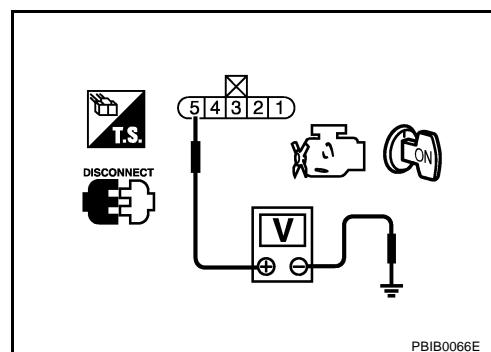 5 4 3 2 1
T.S.
ON
DISCONNECT
V
+ −
PBIB0066E